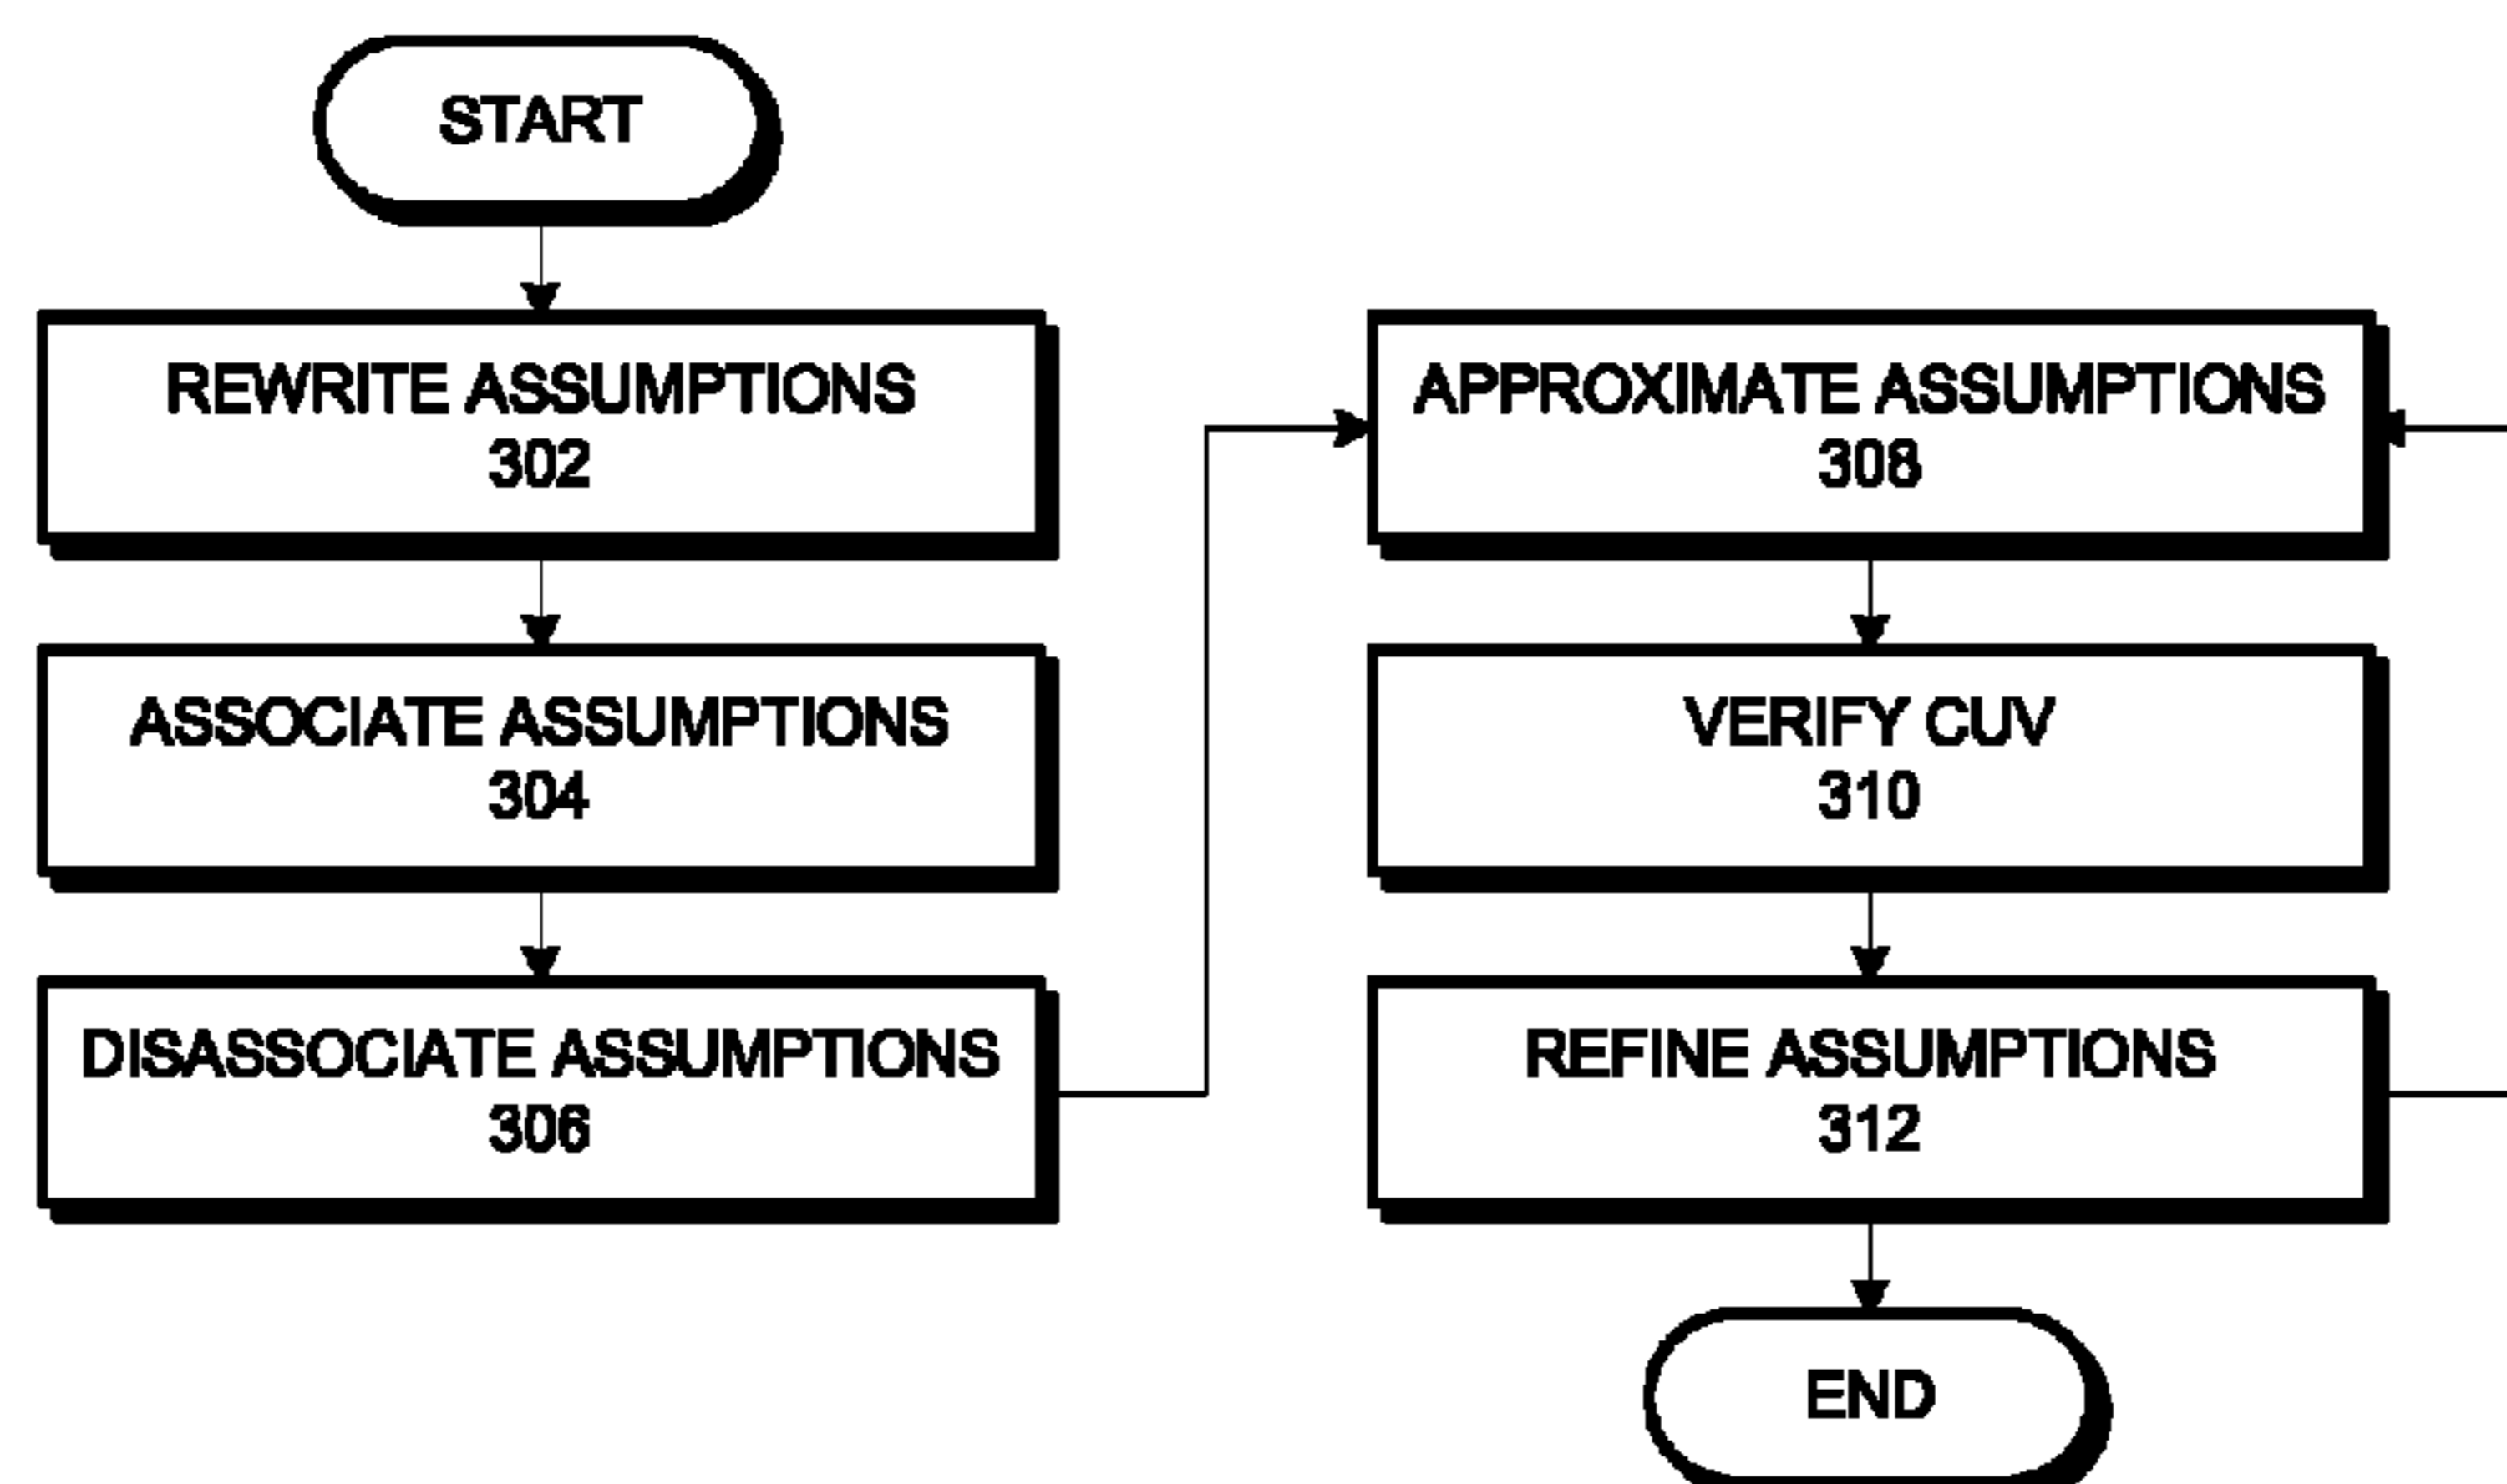 START
REWRITE ASSUMPTIONS
302
ASSOCIATE ASSUMPTIONS
304
DISASSOCIATE ASSUMPTIONS
306
APPROXIMATE ASSUMPTIONS
308
VERIFY CUV
310
REFINE ASSUMPTIONS
312
END